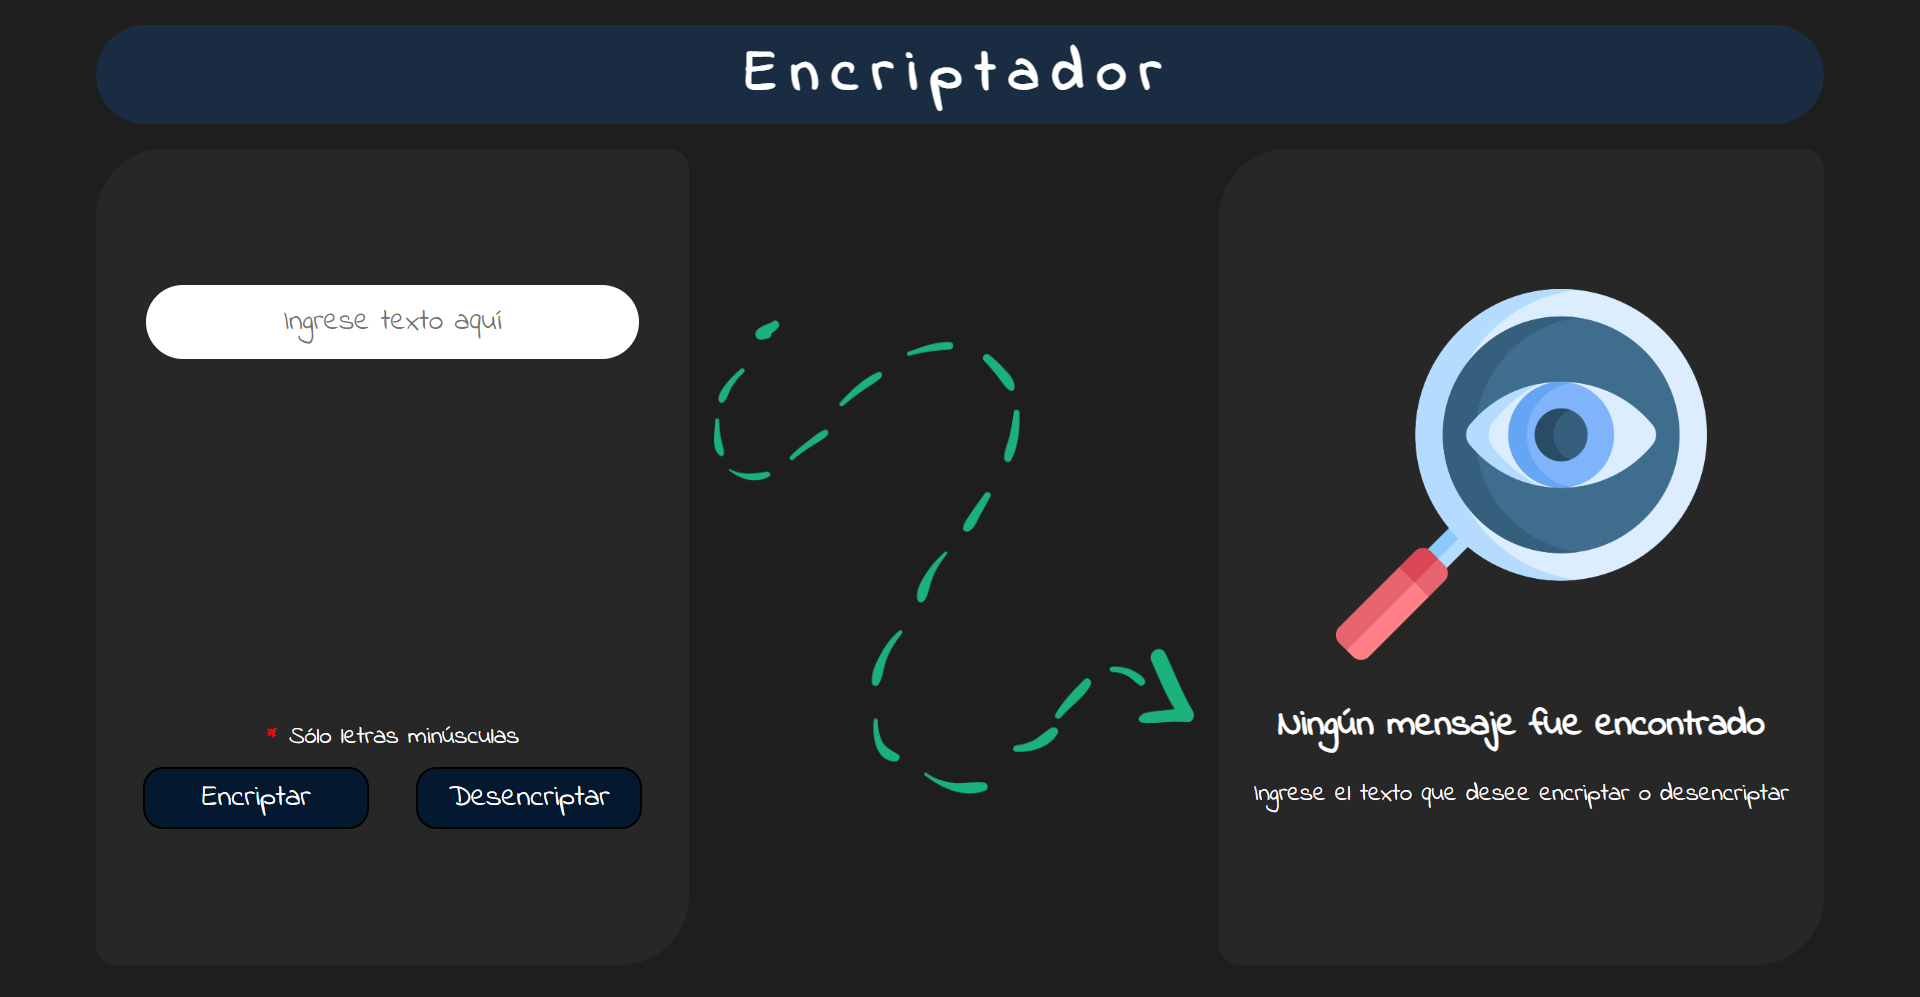 Encriptador
Ingrese texto aquí
* Sólo letras minúsculas
Encriptar
Desencriptar
Ningún mensaje fue encontrado
Ingrese el texto que desee encriptar o desencriptar